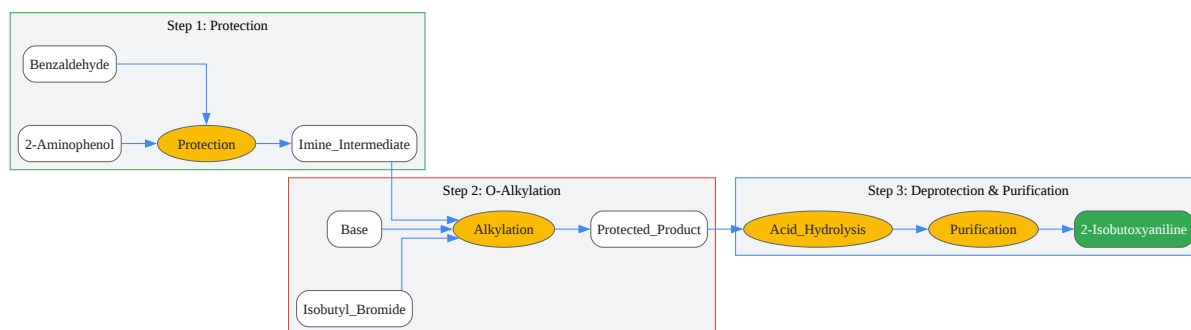 Step 1: Protection
Benzaldehyde
2-Aminophenol
Protection
Imine_Intermediate
Step 2: O-Alkylation
Base
Alkylation
Protected_Product
Isobutyl_Bromide
Step 3: Deprotection & Purification
Acid_Hydrolysis
Purification
2-Isobutoxyaniline